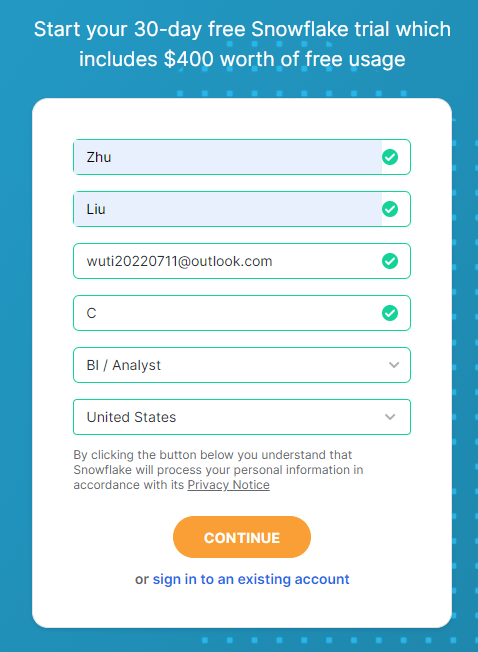 Start your 30-day free Snowflake trial which
includes $400 worth of free usage
Zhu
Liu
wuti20220711@outlook.com
C
BI / Analyst
United States
By clicking the button below you understand that
Snowflake will process your personal information in
accordance with its Privacy Notice
CONTINUE
or sign in to an existing account